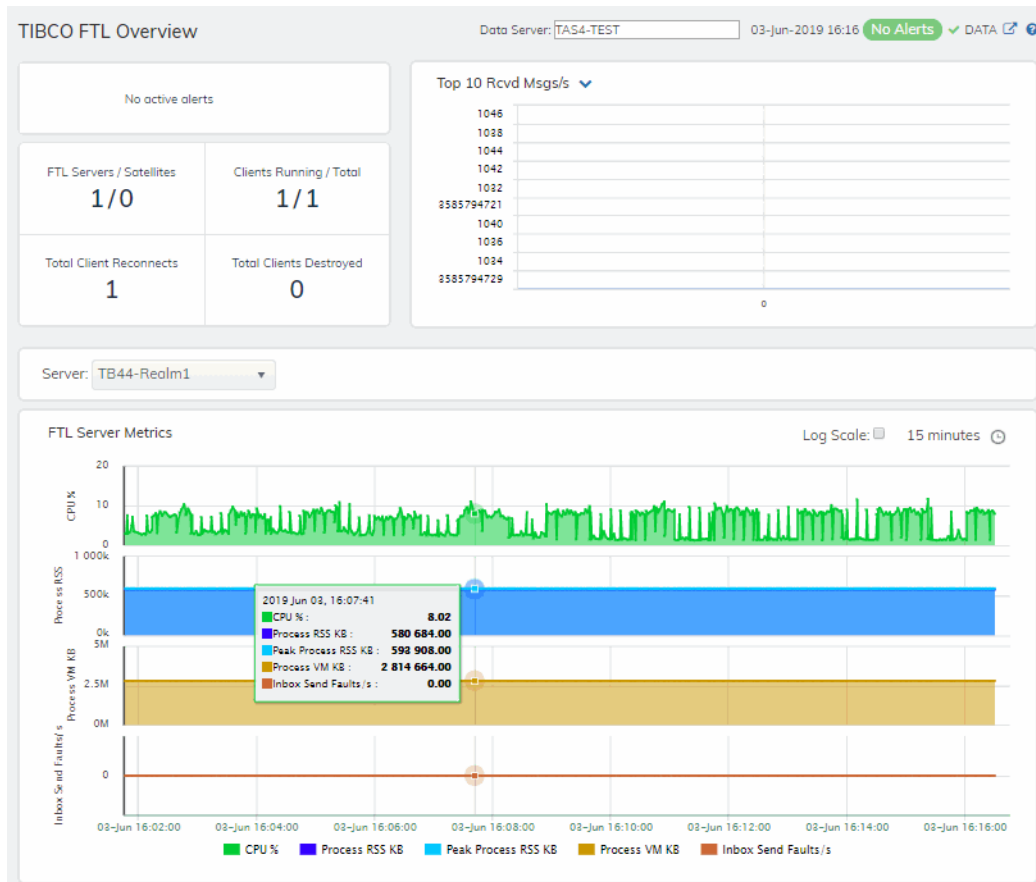 TIBCO FTL Overview
Data Server: TAS4-TEST 03-Jun-2019 16:16 No Alerts DATA
No active alerts
FTL Servers / Satellites
1/0
Clients Running / Total
1/1
Total Client Reconnects
1
Total Clients Destroyed
0
Top 10 Rcvd Msgs/s
1046
1038
1044
1042
1032
3585794721
1040
1036
1034
3585794729
0
Server: TB44-Realm1
FTL Server Metrics
Log Scale: 15 minutes
CPU %
20
10
0
Process RSS
1 000k
500k
0k
Process VM KB
5M
2.5M
0M
Inbox Send Faults/s
0
2019 Jun 03, 16:07:41
CPU % : 8.02
Process RSS KB : 580 684.00
Peak Process RSS KB : 593 908.00
Process VM KB : 2 814 664.00
Inbox Send Faults/s : 0.00
03-Jun 16:02:00 03-Jun 16:04:00 03-Jun 16:06:00 03-Jun 16:08:00 03-Jun 16:10:00 03-Jun 16:12:00 03-Jun 16:14:00 03-Jun 16:16:00
CPU % Process RSS KB Peak Process RSS KB Process VM KB Inbox Send Faults/s